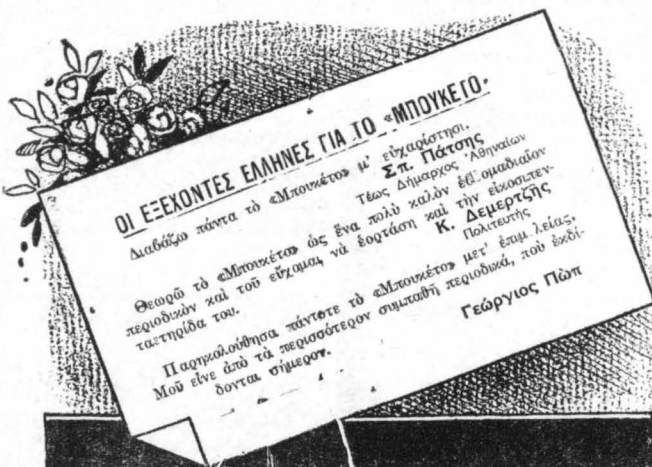 ΟΙ ΕΞΕΧΟΝΤΕΣ ΕΛΛΗΝΕΣ ΓΙΑ ΤΟ «ΜΠΟΥΚΕΤΟ»
Διαβάζω πάντα τὸ «Μπουκέτο» μ' εὐχαρίστησι.
Σπ. Πάτσης
Τέως Δήμαρχος Ἀθηναίων
Θεωρῶ τὸ «Μπουκέτο» ὡς ἕνα πολὺ καλὸν ἑβδομαδιαῖον
περιοδικὸν καὶ τοῦ εὔχομαι, νὰ ἑορτάσῃ καὶ τὴν εἰκοσιπεν-
ταετηρίδα του.
Κ. Δεμερτζῆς
Πολιτευτὴς
Παρηκολούθησα πάντοτε τὸ «Μπουκέτο» μετ' ἐπιμελείας.
Μοῦ εἶνε ἀπὸ τὰ περισσότερον συμπαθῆ περιοδικά, ποὺ ἐκδί-
δονται σήμερον.
Γεώργιος Πὼπ